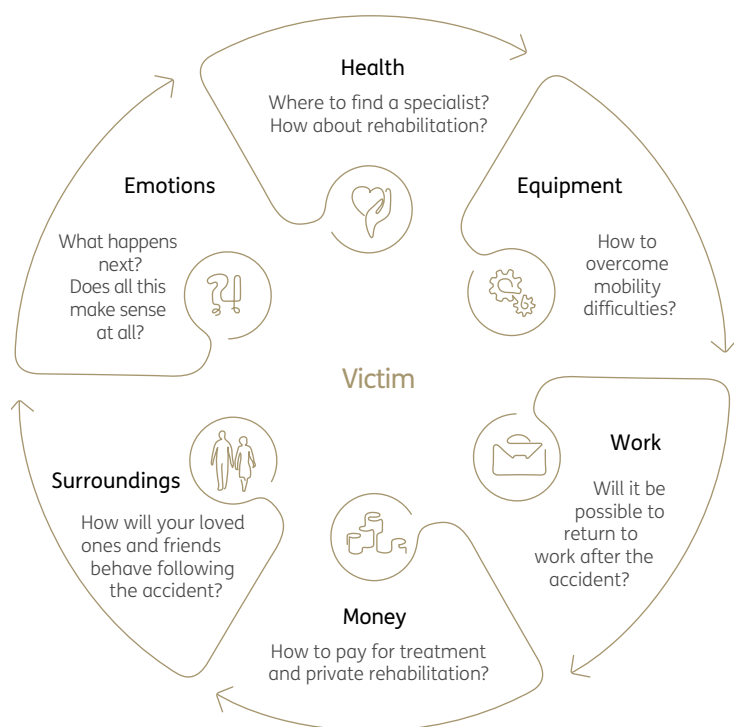 Health
Where to find a specialist?
How about rehabilitation?
Equipment
How to
overcome
mobility
difficulties?
Work
Will it be
possible to
return to
work after the
accident?
Money
How to pay for treatment
and private rehabilitation?
Surroundings
How will your loved
ones and friends
behave following
the accident?
Emotions
What happens
next?
Does all this
make sense
at all?
?!
Victim